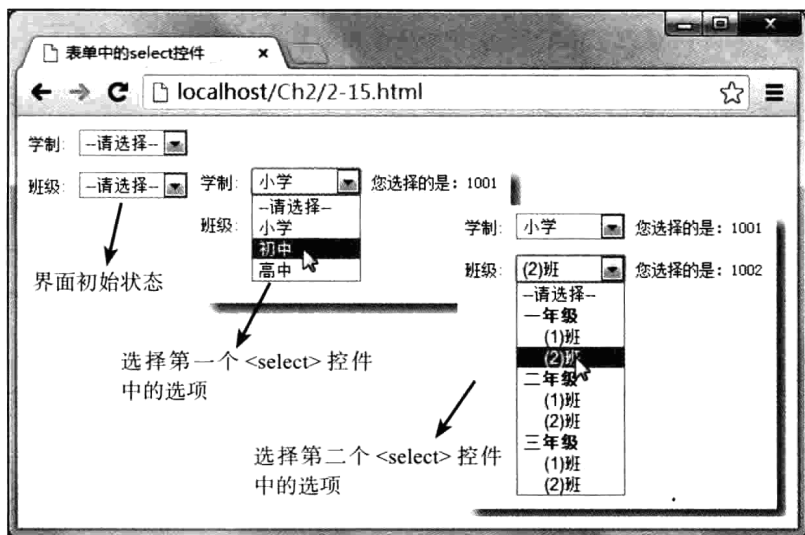 表单中的select控件
localhost/Ch2/2-15.html
学制: --请选择--
班级: --请选择--
界面初始状态
学制: 小学 您选择的是: 1001
班级:
--请选择--
小学
初中
高中
选择第一个 <select> 控件
中的选项
学制: 小学 您选择的是: 1001
班级: (2)班 您选择的是: 1002
--请选择--
一年级
(1)班
(2)班
二年级
(1)班
(2)班
三年级
(1)班
(2)班
选择第二个 <select> 控件
中的选项